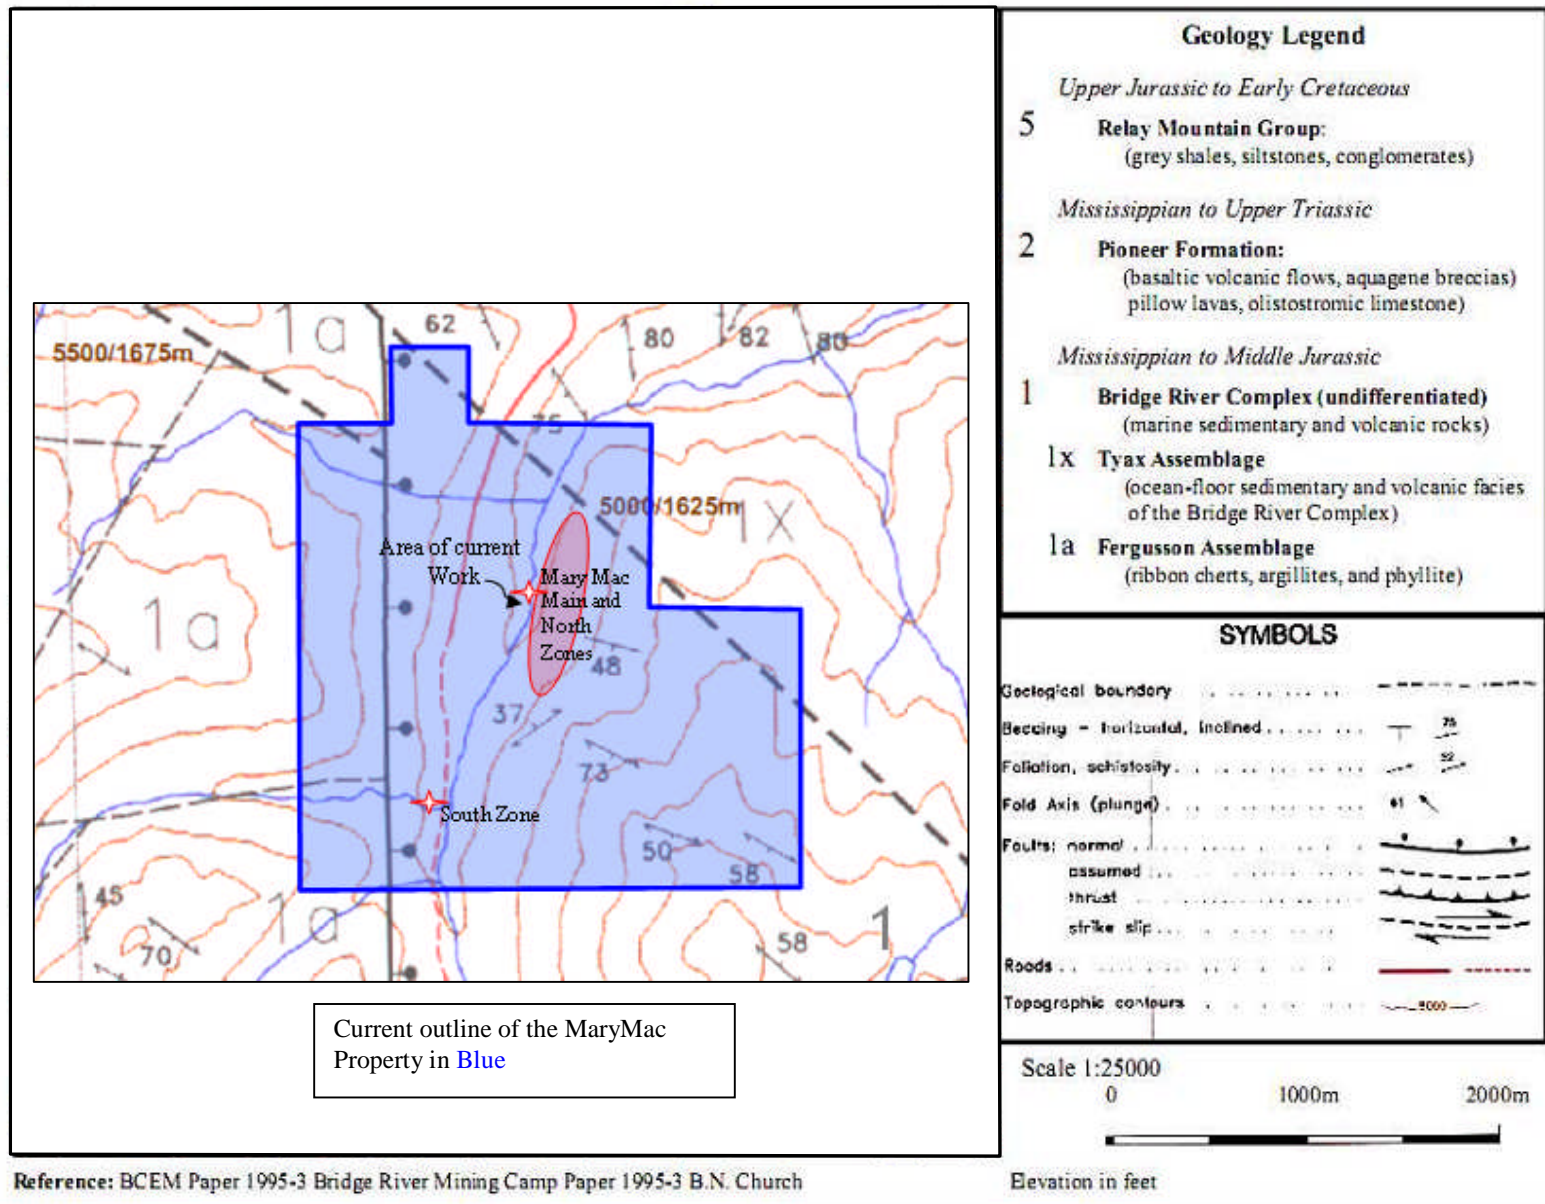 1a
62
80
82
80
5500/1675m
75
5000/1625m
1X
Area of current
Work
Mary Mac
Main and
North
Zones
48
1a
37
73
South Zone
50
58
45
1a
70
58
1
Current outline of the MaryMac
Property in Blue
Geology Legend
Upper Jurassic to Early Cretaceous
5 Relay Mountain Group:
(grey shales, siltstones, conglomerates)
Mississippian to Upper Triassic
2 Pioneer Formation:
(basaltic volcanic flows, aquagene breccias)
pillow lavas, olistostromic limestone)
Mississippian to Middle Jurassic
1 Bridge River Complex (undifferentiated)
(marine sedimentary and volcanic rocks)
1x Tyax Assemblage
(ocean-floor sedimentary and volcanic facies
of the Bridge River Complex)
1a Fergusson Assemblage
(ribbon cherts, argillites, and phyllite)
SYMBOLS
Geological boundary
Bedding - horizontal, inclined 75
Foliation, schistosity 52
Fold Axis (plunge) 61
Faults: normal
assumed
thrust
strike slip
Roads
Topographic contours 5000
Scale 1:25000
0 1000m 2000m
Reference: BCEM Paper 1995-3 Bridge River Mining Camp Paper 1995-3 B.N. Church
Elevation in feet